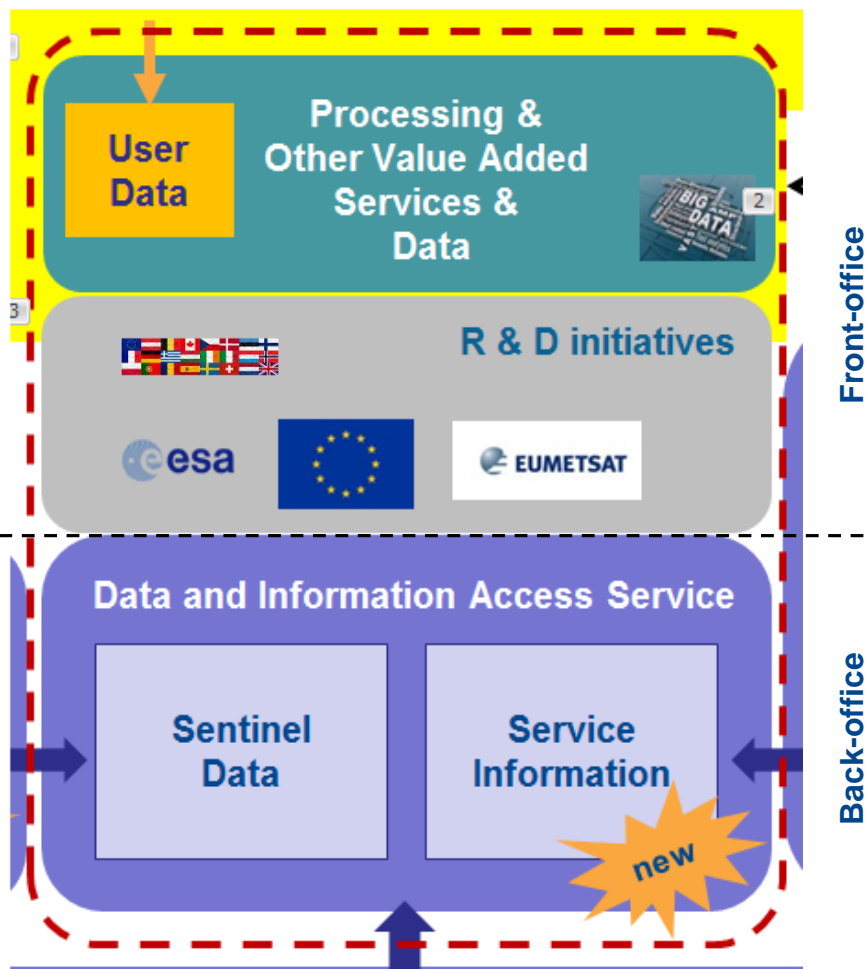 User
Data
Processing &
Other Value Added
Services &
Data
BIG
DATA
2
3
R & D initiatives
esa
EUMETSAT
Front-office
Data and Information Access Service
Sentinel
Data
Service
Information
new
Back-office